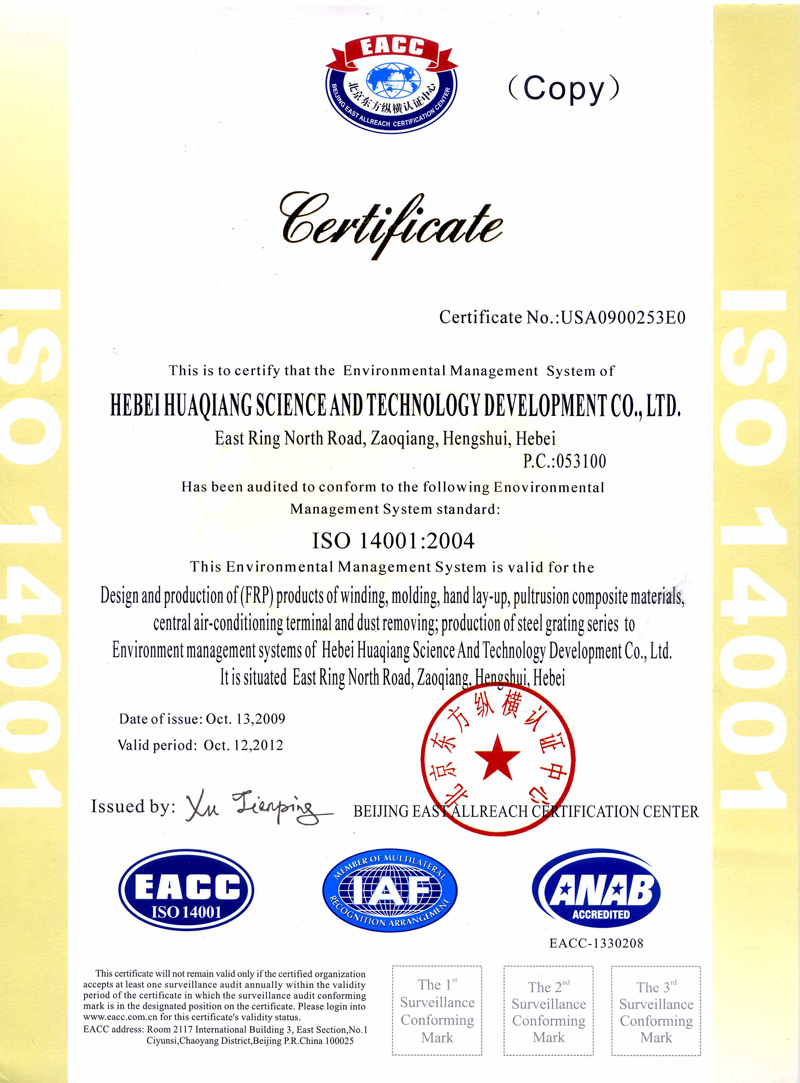 EACC
北京东方纵横认证中心
BEIJING EAST ALLREACH CERTIFICATION CENTER
（Copy）
Certificate
Certificate No.:USA0900253E0
This is to certify that the Environmental Management System of
HEBEI HUAQIANG SCIENCE AND TECHNOLOGY DEVELOPMENT CO., LTD.
East Ring North Road, Zaoqiang, Hengshui, Hebei
P.C.:053100
Has been audited to conform to the following Enovironmental
Management System standard:
ISO 14001:2004
This Environmental Management System is valid for the
Design and production of (FRP) products of winding, molding, hand lay-up, pultrusion composite materials,
central air-conditioning terminal and dust removing; production of steel grating series to
Environment management systems of Hebei Huaqiang Science And Technology Development Co., Ltd.
It is situated East Ring North Road, Zaoqiang, Hengshui, Hebei
Date of issue: Oct. 13,2009
Valid period: Oct. 12,2012
北京东方纵横认证中心
Issued by: Xu Tienping
BEIJING EAST ALLREACH CERTIFICATION CENTER
ISO 14001
ISO 14001
EACC
ISO 14001
MEMBER OF MULTILATERAL
IAF
RECOGNITION ARRANGEMENT
ANAB
ACCREDITED
EACC-1330208
This certificate will not remain valid only if the certified organization
accepts at least one surveillance audit annually within the validity
period of the certificate in which the surveillance audit conforming
mark is in the designated position on the certificate. Please login into
www.eacc.com.cn for this certificate's validity status.
EACC address: Room 2117 International Building 3, East Section,No.1
Ciyunsi,Chaoyang District,Beijing P.R.China 100025
The 1st
Surveillance
Conforming
Mark
The 2nd
Surveillance
Conforming
Mark
The 3rd
Surveillance
Conforming
Mark